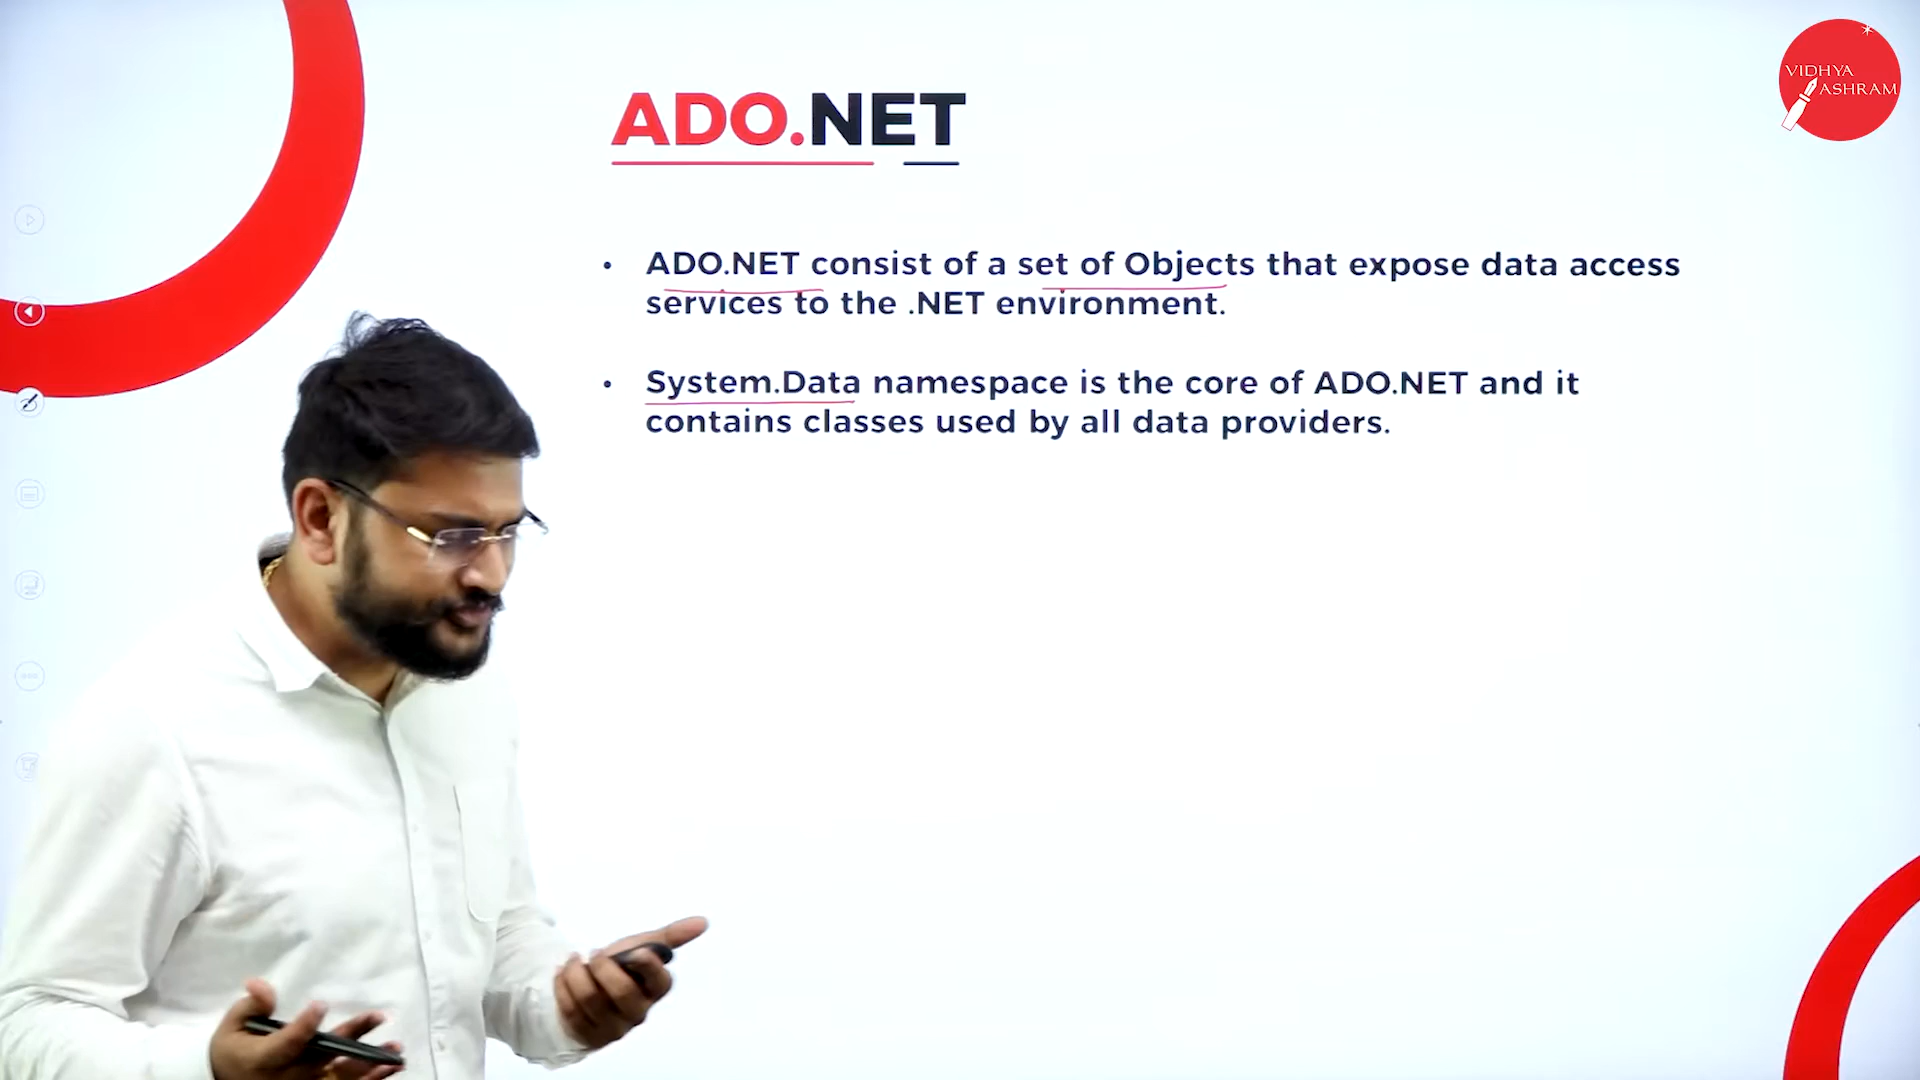 VIDHYA
ASHRAM
ADO.NET
• ADO.NET consist of a set of Objects that expose data access
services to the .NET environment.
• System.Data namespace is the core of ADO.NET and it
contains classes used by all data providers.